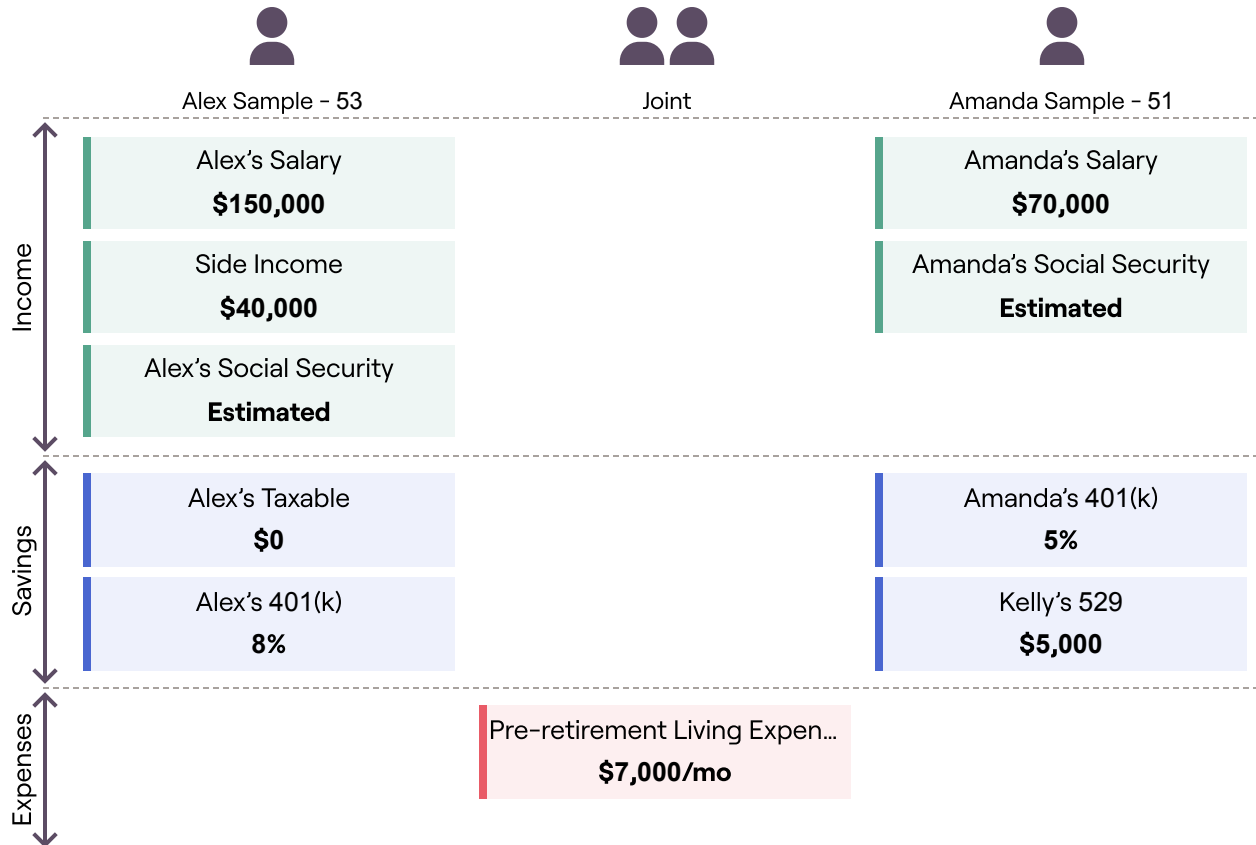 Alex Sample - 53
Joint
Amanda Sample - 51
Income
Alex's Salary
$150,000
Side Income
$40,000
Alex's Social Security
Estimated
Amanda's Salary
$70,000
Amanda's Social Security
Estimated
Savings
Alex's Taxable
$0
Alex's 401(k)
8%
Amanda's 401(k)
5%
Kelly's 529
$5,000
Expenses
Pre-retirement Living Expen...
$7,000/mo